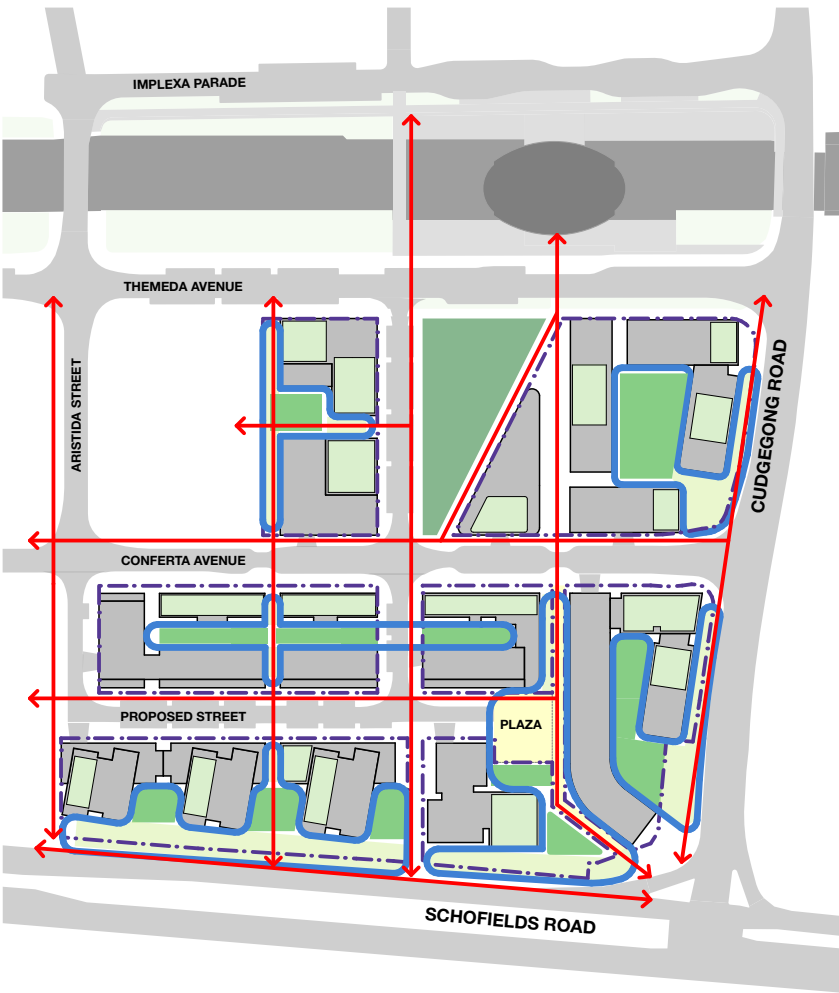 IMPLEXA PARADE
THEMEDA AVENUE
ARISTIDA STREET
CUDGEGONG ROAD
CONFERTA AVENUE
PROPOSED STREET
PLAZA
SCHOFIELDS ROAD